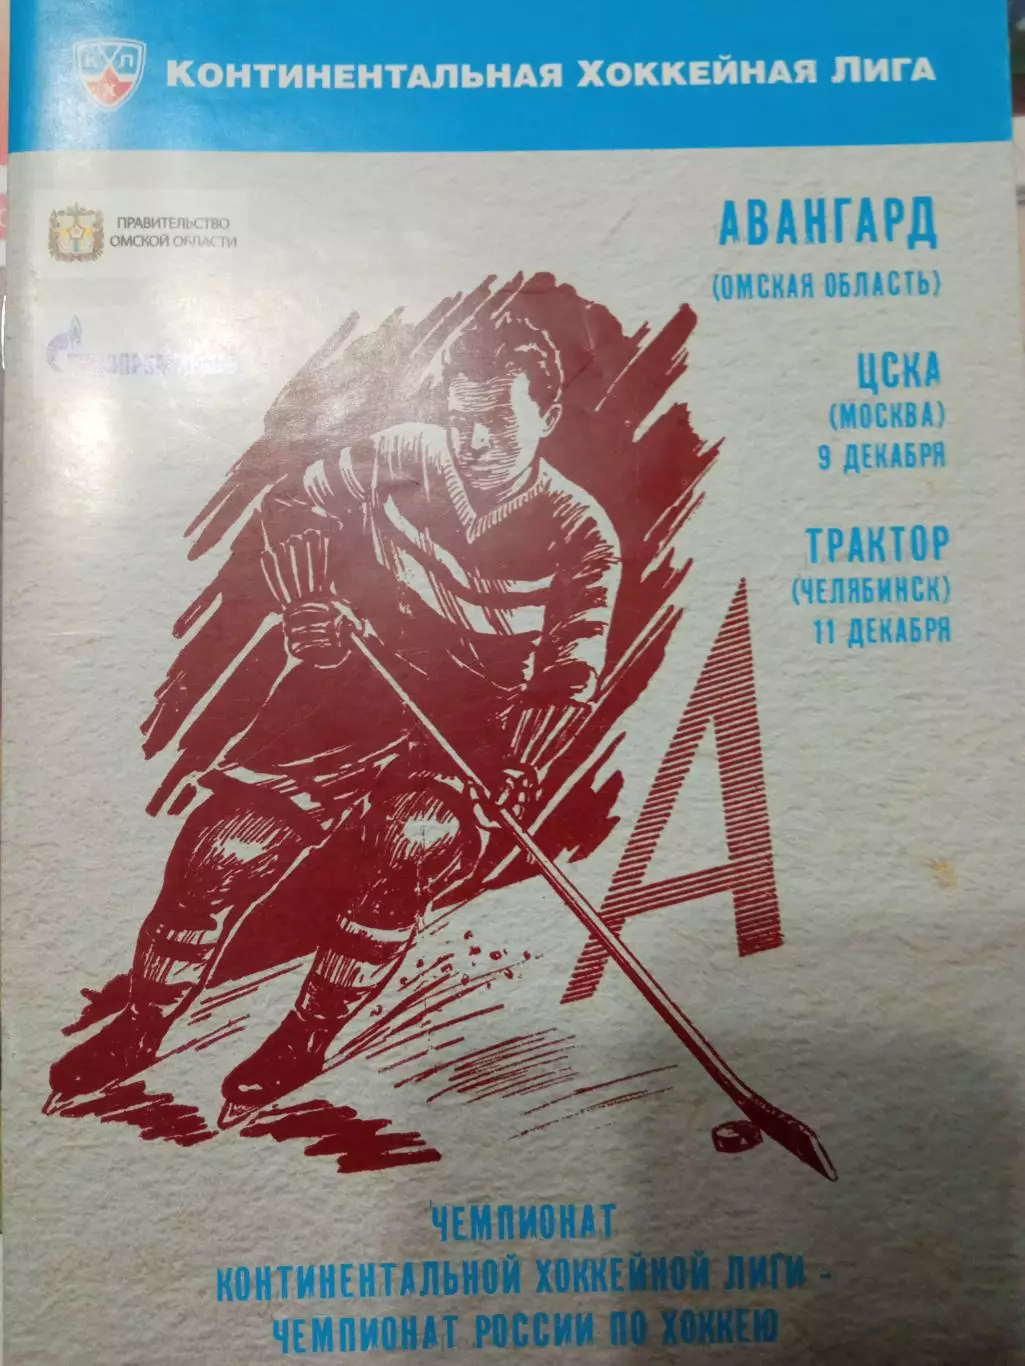 КХЛ
КОНТИНЕНТАЛЬНАЯ ХОККЕЙНАЯ ЛИГА
ПРАВИТЕЛЬСТВО
ОМСКОЙ ОБЛАСТИ
АВАНГАРД
(ОМСКАЯ ОБЛАСТЬ)
ЦСКА
(МОСКВА)
9 ДЕКАБРЯ
ТРАКТОР
(ЧЕЛЯБИНСК)
11 ДЕКАБРЯ
А
ЧЕМПИОНАТ
КОНТИНЕНТАЛЬНОЙ ХОККЕЙНОЙ ЛИГИ -
ЧЕМПИОНАТ РОССИИ ПО ХОККЕЮ